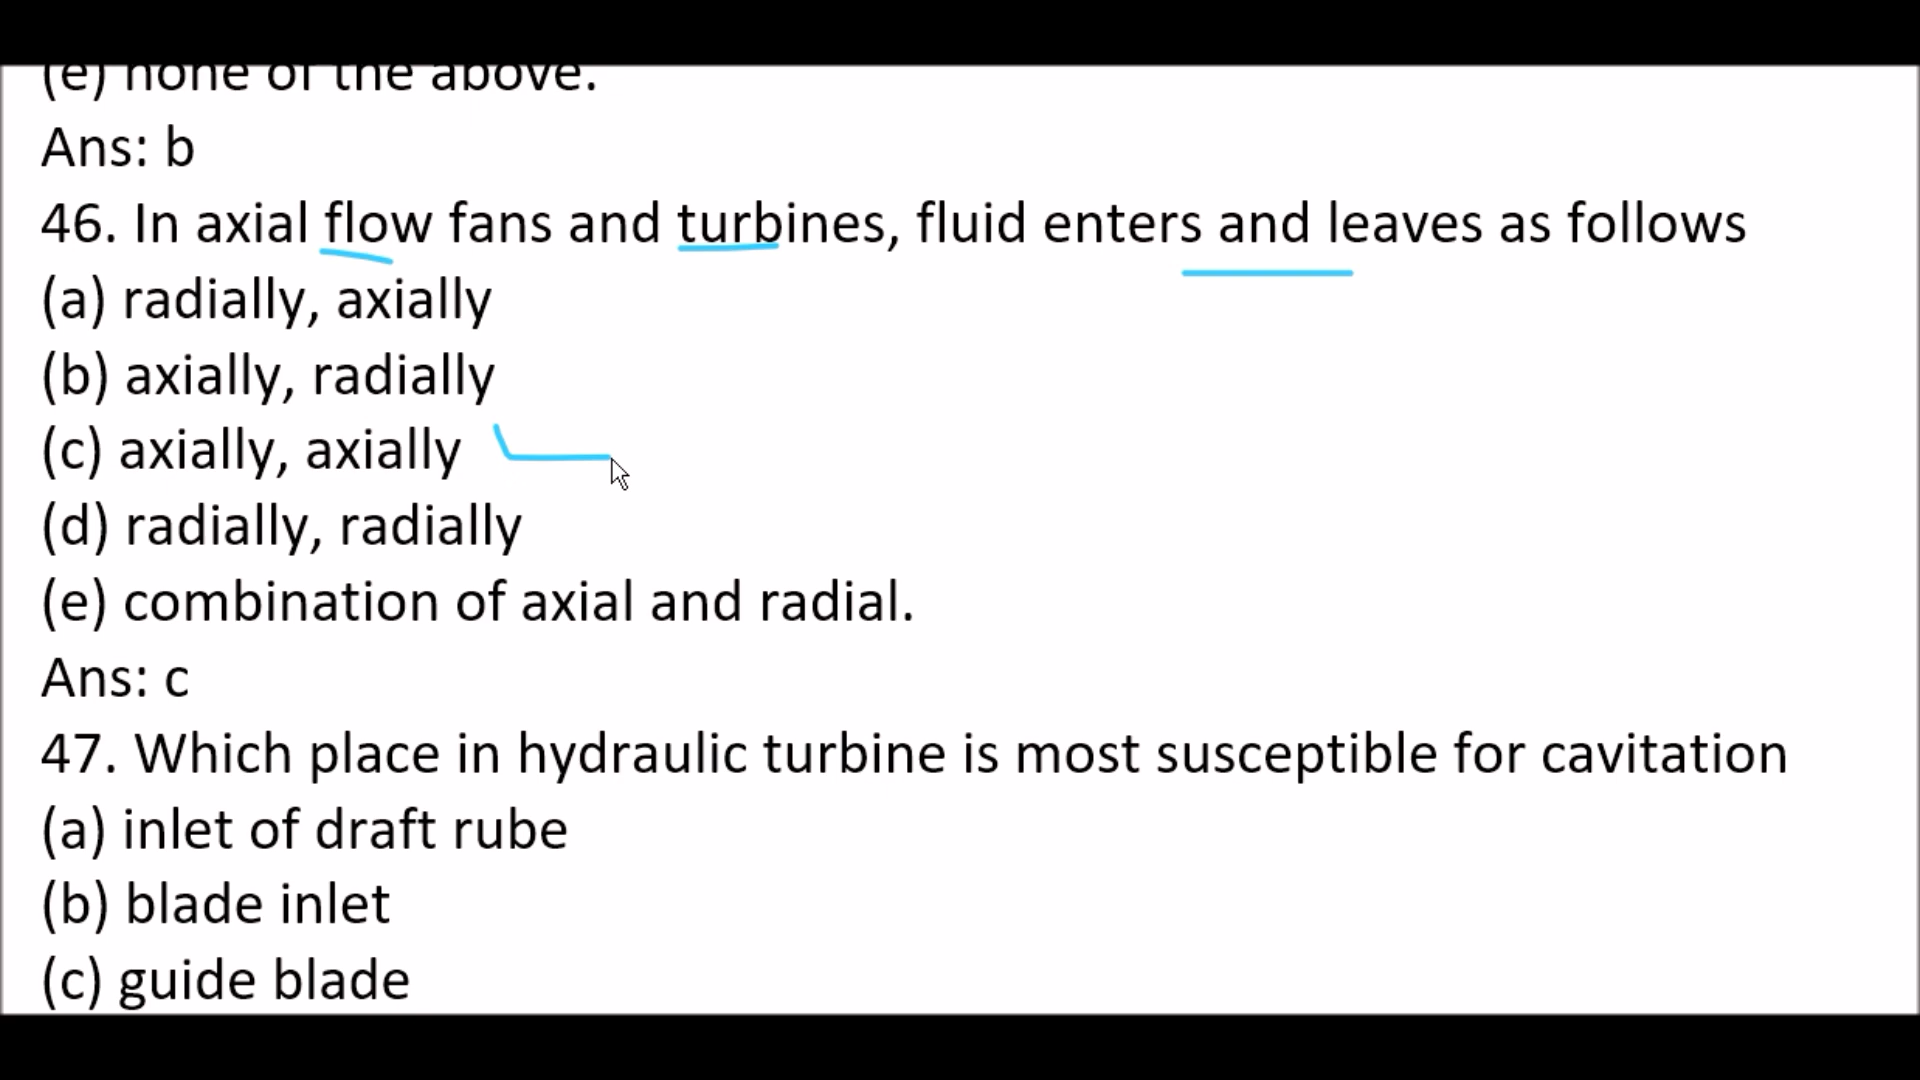 (e) none of the above.
Ans: b
46. In axial flow fans and turbines, fluid enters and leaves as follows
(a) radially, axially
(b) axially, radially
(c) axially, axially
(d) radially, radially
(e) combination of axial and radial.
Ans: c
47. Which place in hydraulic turbine is most susceptible for cavitation
(a) inlet of draft rube
(b) blade inlet
(c) guide blade